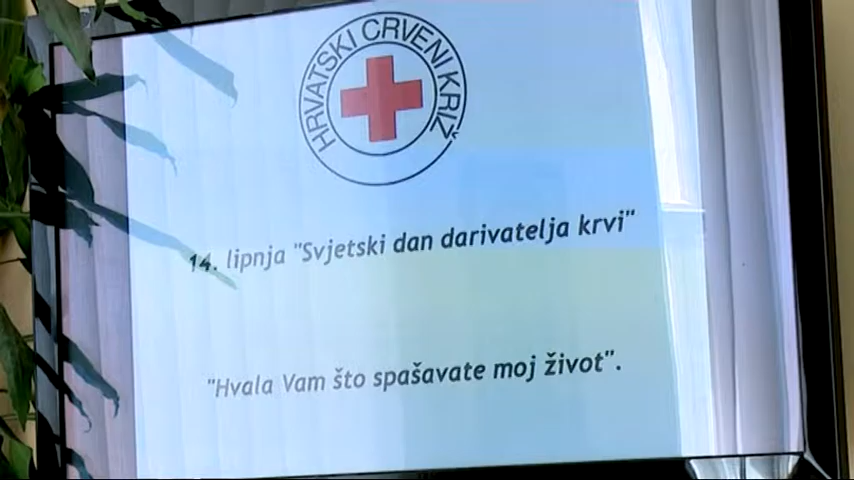 HRVATSKI CRVENI KRIŽ
14. lipnja "Svjetski dan darivatelja krvi"
"Hvala Vam što spašavate moj život".